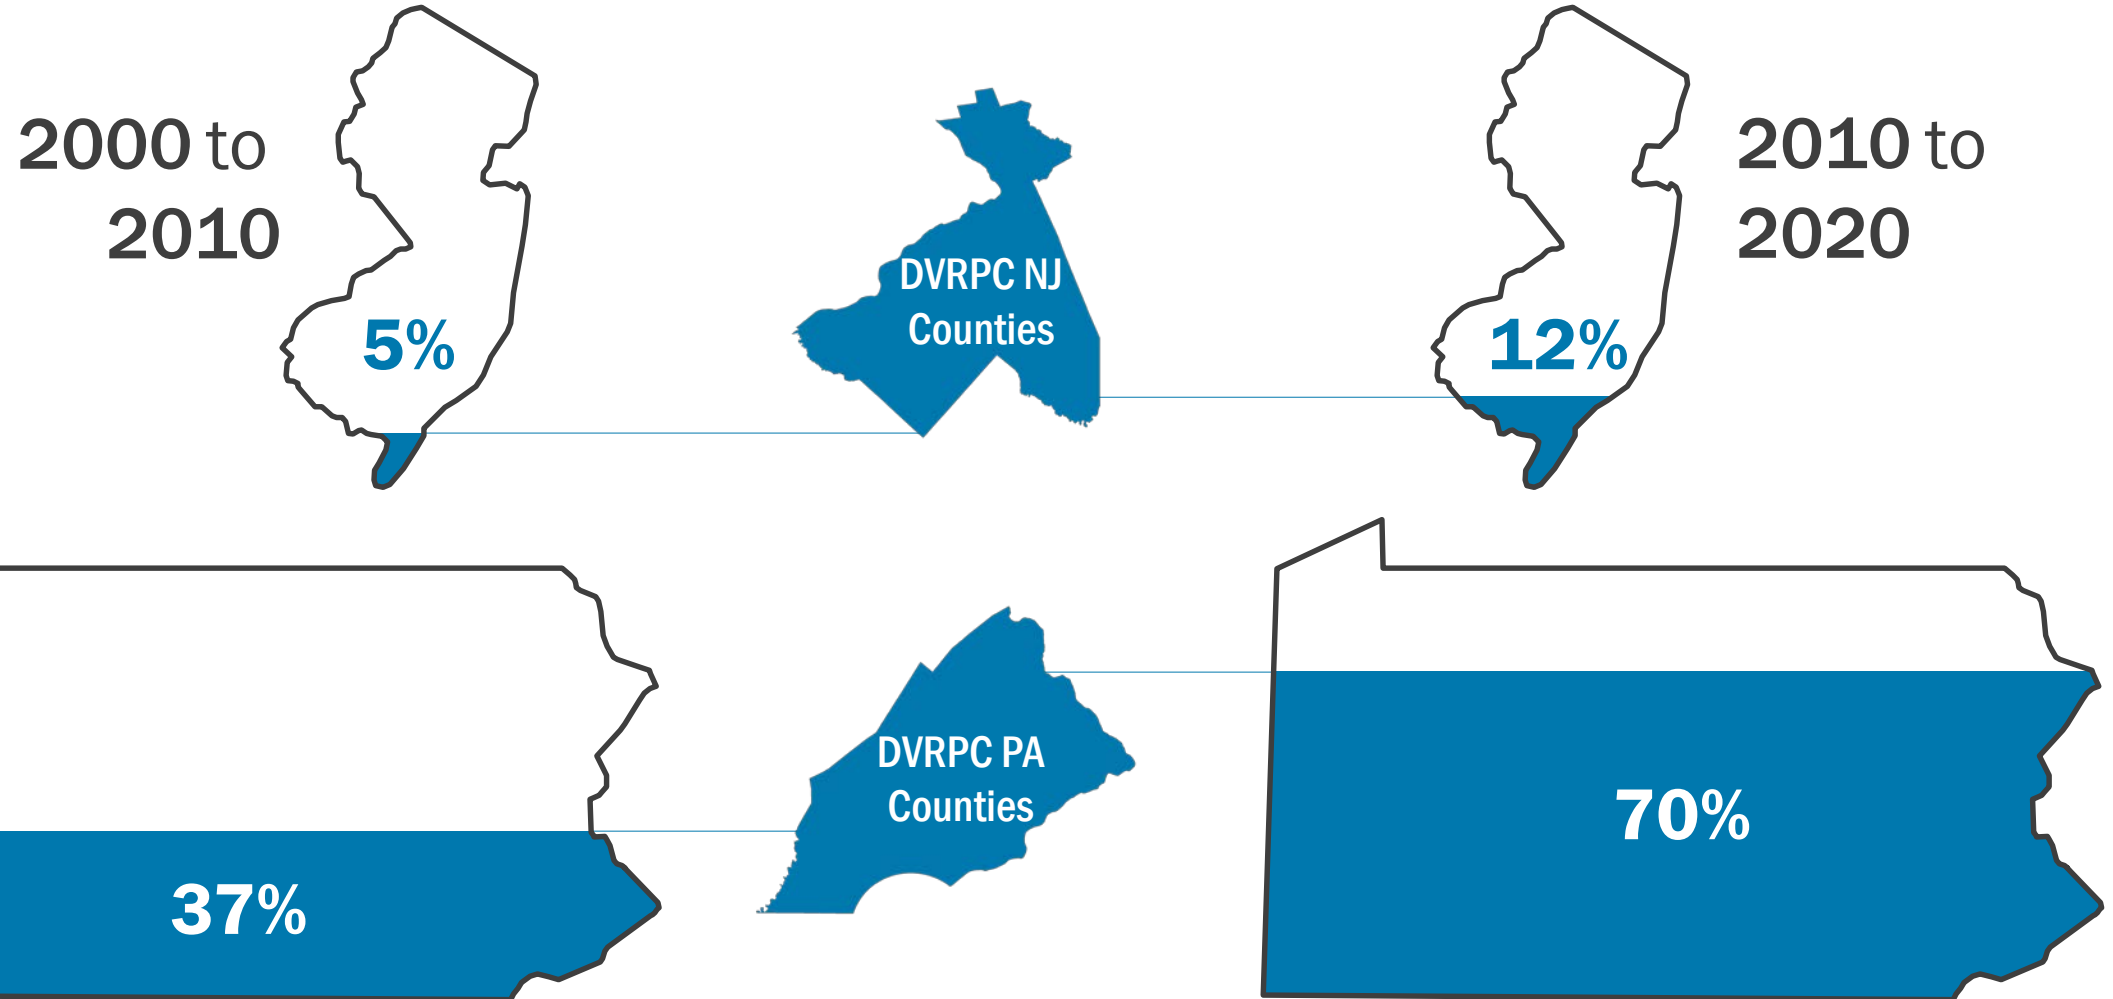 2000 to
2010
5%
DVRPC NJ
Counties
12%
2010 to
2020
37%
DVRPC PA
Counties
70%